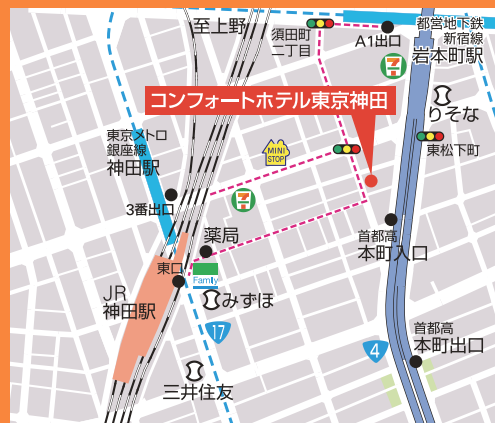 至上野
須田町
二丁目
A1出口
都営地下鉄
新宿線
岩本町駅
7
コンフォートホテル東京神田
りそな
東京メトロ
銀座線
神田駅
MINI
STOP
東松下町
3番出口
7
薬局
首都高
本町入口
東口
Family
JR
神田駅
みずほ
17
4
首都高
本町出口
三井住友